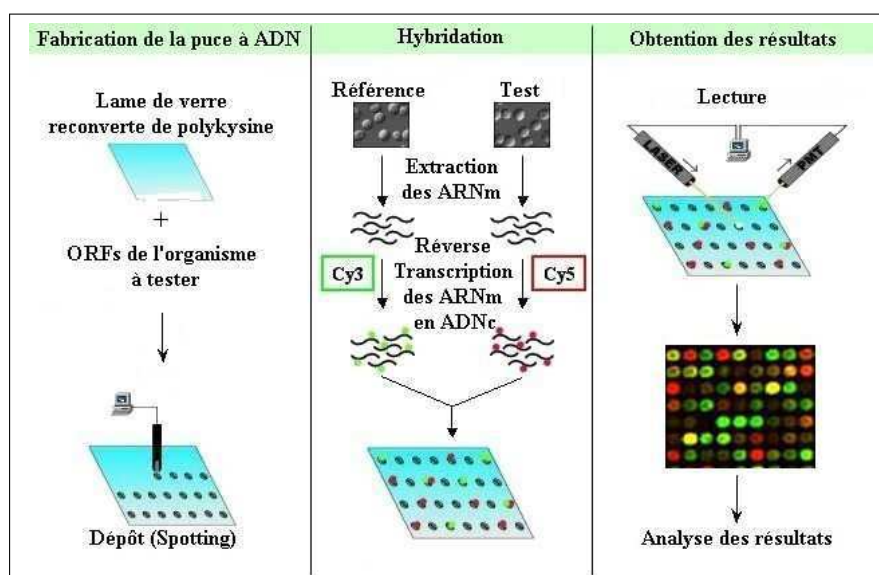 Fabrication de la puce à ADN
Lame de verre
reconverte de polykysine
+
ORFs de l'organisme
à tester
Dépôt (Spotting)
Hybridation
Référence
Test
Extraction
des ARNm
Réverse
Transcription
des ARNm
en ADNc
Cy3
Cy5
Obtention des résultats
Lecture
LASER
PMT
Analyse des résultats